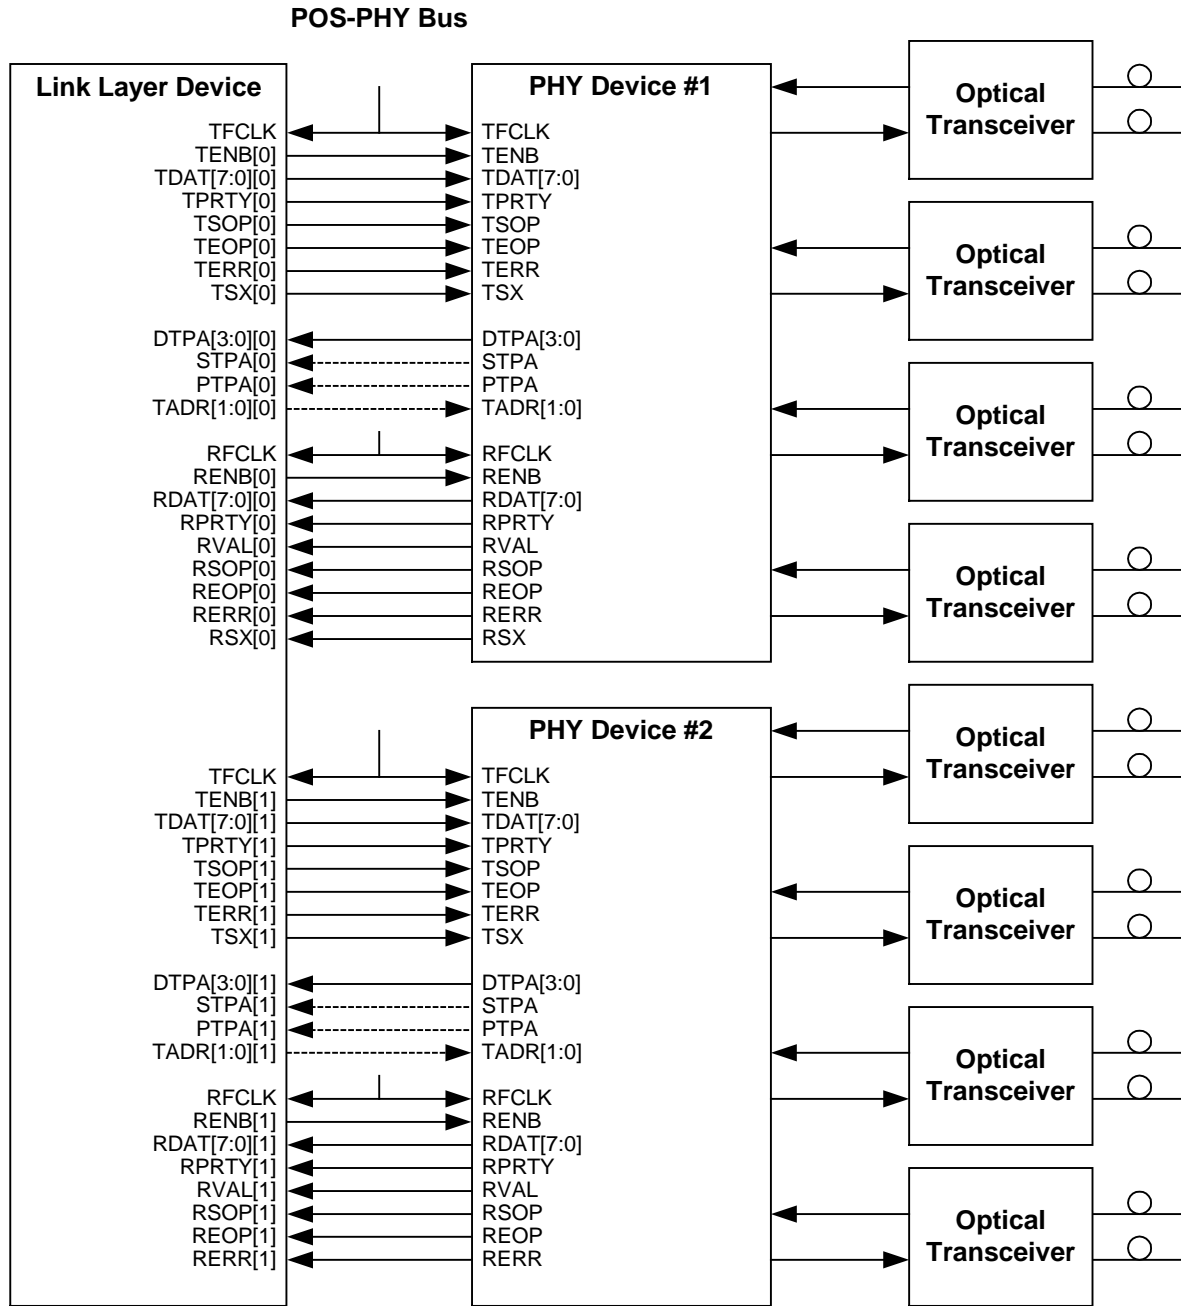 POS-PHY Bus
Link Layer Device
PHY Device #1
Optical
Transceiver
TFCLK TFCLK
TENB[0] TENB
TDAT[7:0][0] TDAT[7:0]
TPRTY[0] TPRTY
TSOP[0] TSOP
TEOP[0] TEOP
TERR[0] TERR
TSX[0] TSX
Optical
Transceiver
DTPA[3:0][0] DTPA[3:0]
STPA[0] STPA
PTPA[0] PTPA
TADR[1:0][0] TADR[1:0]
Optical
Transceiver
RFCLK RFCLK
RENB[0] RENB
RDAT[7:0][0] RDAT[7:0]
RPRTY[0] RPRTY
RVAL[0] RVAL
RSOP[0] RSOP
REOP[0] REOP
RERR[0] RERR
RSX[0] RSX
Optical
Transceiver
PHY Device #2
Optical
Transceiver
TFCLK TFCLK
TENB[1] TENB
TDAT[7:0][1] TDAT[7:0]
TPRTY[1] TPRTY
TSOP[1] TSOP
TEOP[1] TEOP
TERR[1] TERR
TSX[1] TSX
Optical
Transceiver
DTPA[3:0][1] DTPA[3:0]
STPA[1] STPA
PTPA[1] PTPA
TADR[1:0][1] TADR[1:0]
Optical
Transceiver
RFCLK RFCLK
RENB[1] RENB
RDAT[7:0][1] RDAT[7:0]
RPRTY[1] RPRTY
RVAL[1] RVAL
RSOP[1] RSOP
REOP[1] REOP
RERR[1] RERR
Optical
Transceiver